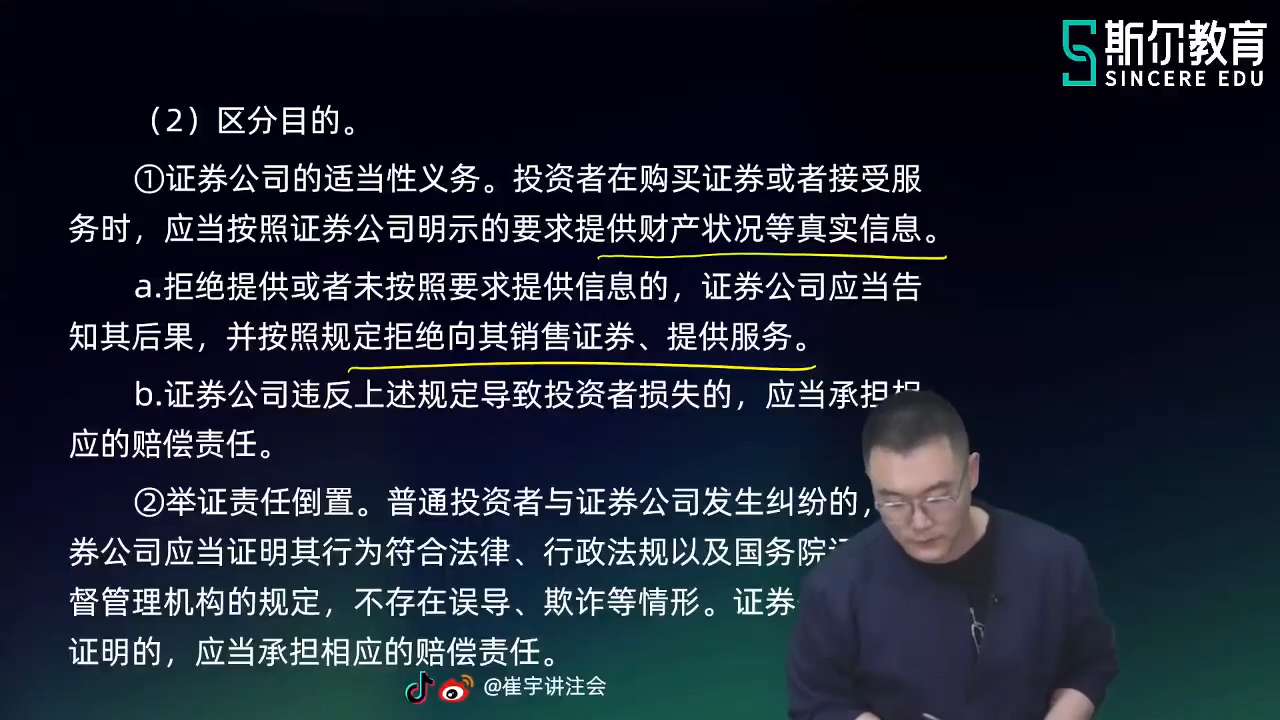 斯尔教育
SINCERE EDU
（2）区分目的。
①证券公司的适当性义务。投资者在购买证券或者接受服
务时，应当按照证券公司明示的要求提供财产状况等真实信息。
a.拒绝提供或者未按照要求提供信息的，证券公司应当告
知其后果，并按照规定拒绝向其销售证券、提供服务。
b.证券公司违反上述规定导致投资者损失的，应当承担相
应的赔偿责任。
②举证责任倒置。普通投资者与证券公司发生纠纷的，
券公司应当证明其行为符合法律、行政法规以及国务院
督管理机构的规定，不存在误导、欺诈等情形。证券
证明的，应当承担相应的赔偿责任。
@崔宇讲注会